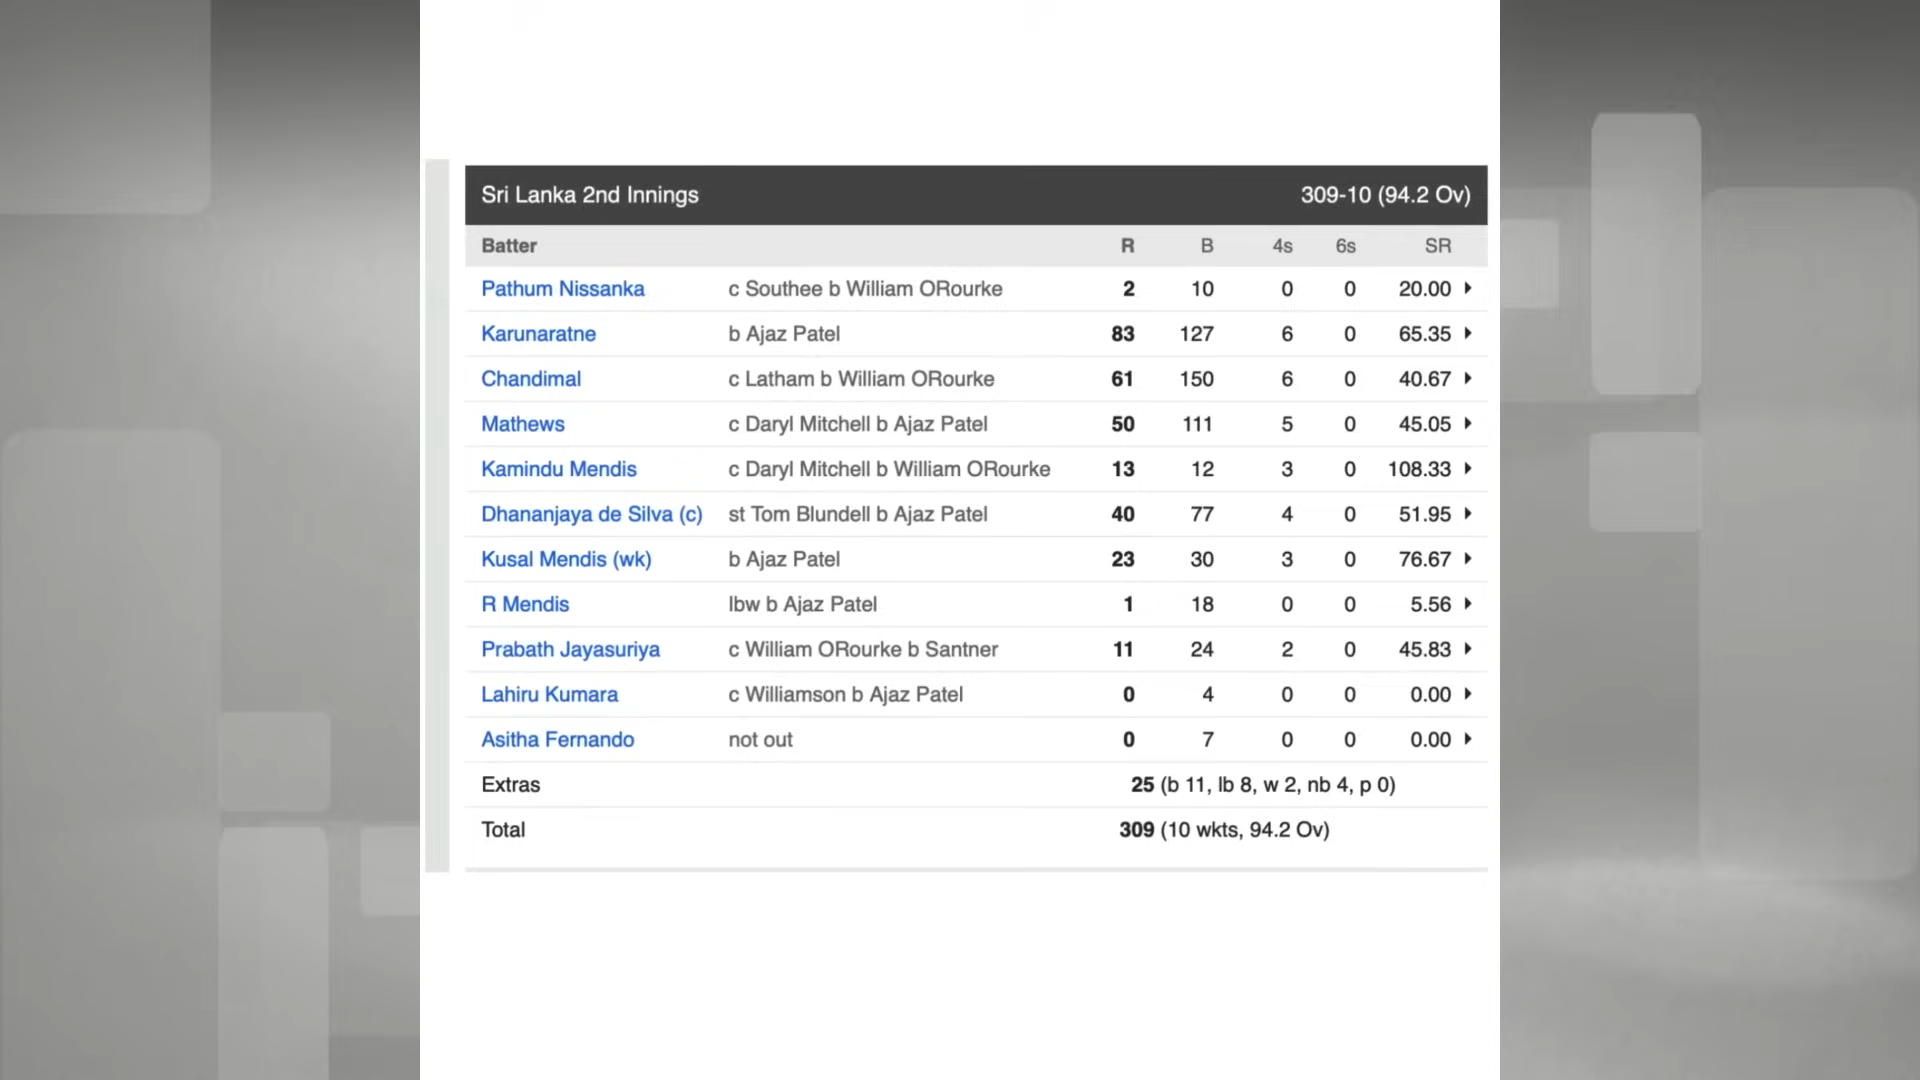 Sri Lanka 2nd Innings 309-10 (94.2 Ov)
Batter R B 4s 6s SR
Pathum Nissanka c Southee b William ORourke 2 10 0 0 20.00
Karunaratne b Ajaz Patel 83 127 6 0 65.35
Chandimal c Latham b William ORourke 61 150 6 0 40.67
Mathews c Daryl Mitchell b Ajaz Patel 50 111 5 0 45.05
Kamindu Mendis c Daryl Mitchell b William ORourke 13 12 3 0 108.33
Dhananjaya de Silva (c) st Tom Blundell b Ajaz Patel 40 77 4 0 51.95
Kusal Mendis (wk) b Ajaz Patel 23 30 3 0 76.67
R Mendis lbw b Ajaz Patel 1 18 0 0 5.56
Prabath Jayasuriya c William ORourke b Santner 11 24 2 0 45.83
Lahiru Kumara c Williamson b Ajaz Patel 0 4 0 0 0.00
Asitha Fernando not out 0 7 0 0 0.00
Extras 25 (b 11, lb 8, w 2, nb 4, p 0)
Total 309 (10 wkts, 94.2 Ov)